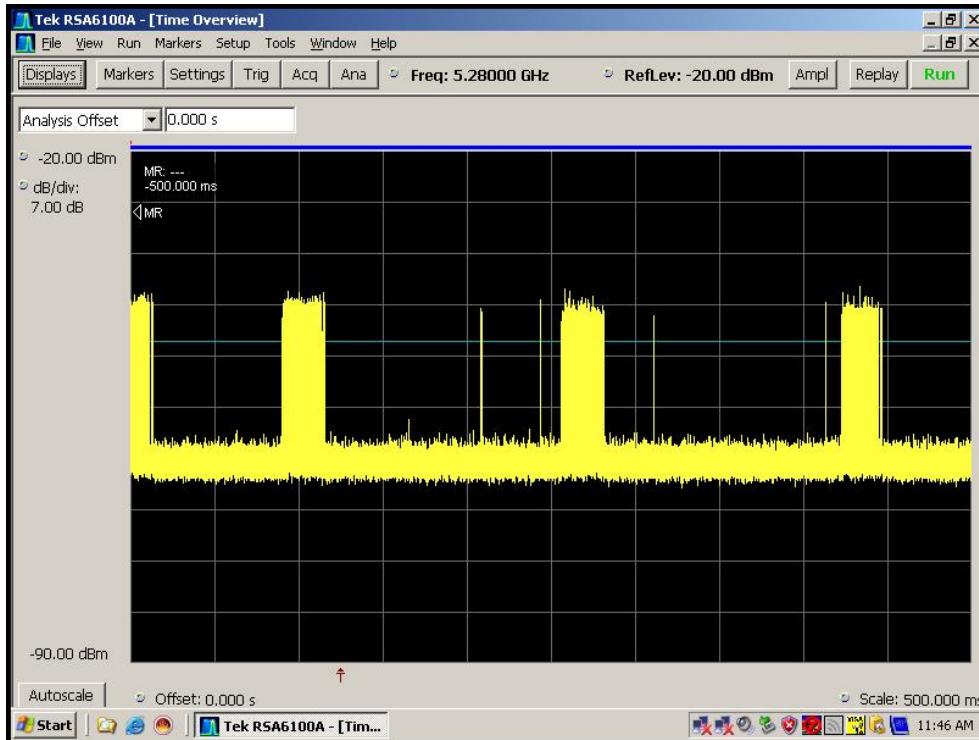 Tek RSA6100A - [Time Overview]
File View Run Markers Setup Tools Window Help
Displays Markers Settings Trig Acq Ana Freq: 5.28000 GHz RefLev: -20.00 dBm Ampl Replay Run
Analysis Offset 0.000 s
-20.00 dBm
dB/div:
7.00 dB
MR: ---
-500.000 ms
MR
-90.00 dBm
Autoscale Offset: 0.000 s Scale: 500.000 ms
Start Tek RSA6100A - [Tim... 11:46 AM